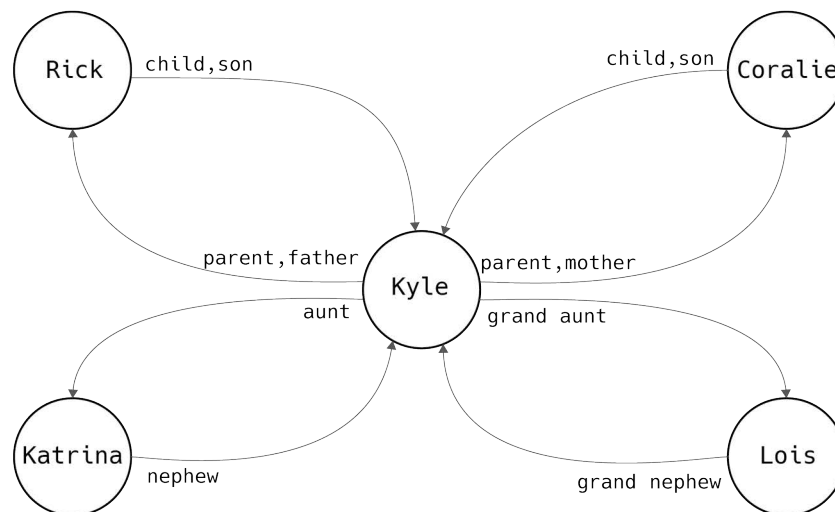 Rick
child,son
child,son
Coralie
parent,father
Kyle
parent,mother
aunt
grand aunt
Katrina
nephew
Lois
grand nephew